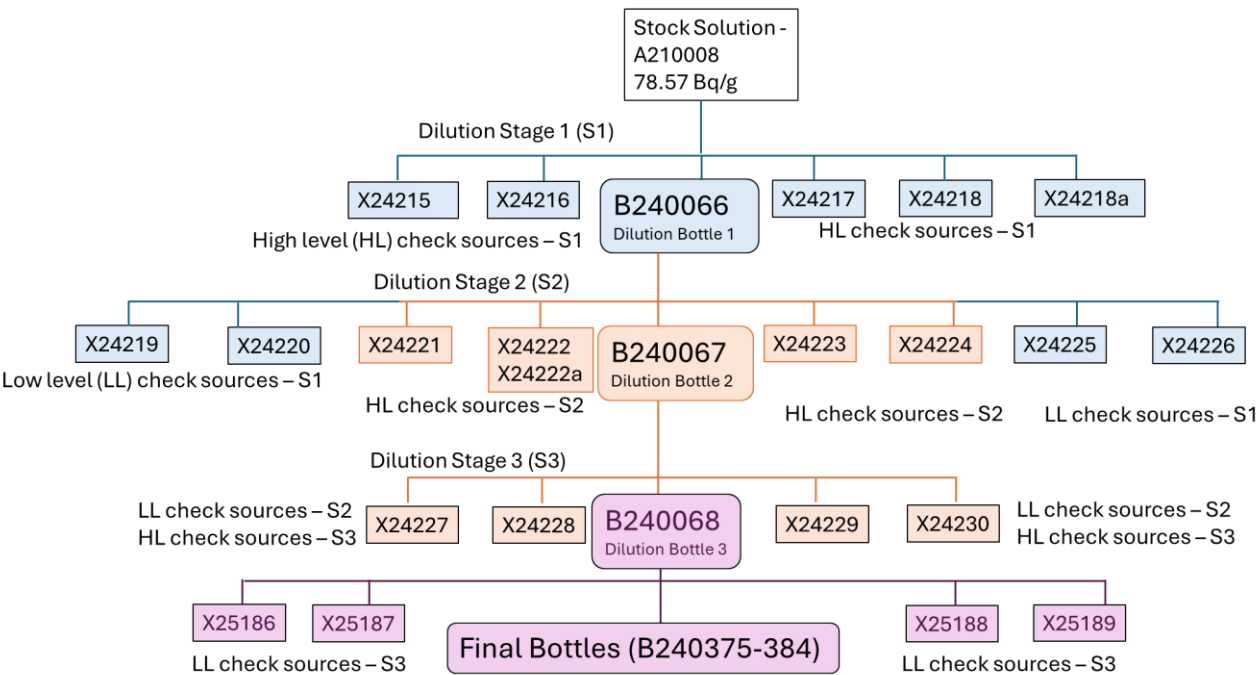 Stock Solution -
A210008
78.57 Bq/g
Dilution Stage 1 (S1)
X24215
X24216
B240066
Dilution Bottle 1
X24217
X24218
X24218a
High level (HL) check sources – S1
HL check sources – S1
Dilution Stage 2 (S2)
X24219
X24220
X24221
X24222
X24222a
B240067
Dilution Bottle 2
X24223
X24224
X24225
X24226
Low level (LL) check sources – S1
HL check sources – S2
HL check sources – S2
LL check sources – S1
Dilution Stage 3 (S3)
LL check sources – S2
HL check sources – S3
X24227
X24228
B240068
Dilution Bottle 3
X24229
X24230
LL check sources – S2
HL check sources – S3
X25186
X25187
Final Bottles (B240375-384)
X25188
X25189
LL check sources – S3
LL check sources – S3